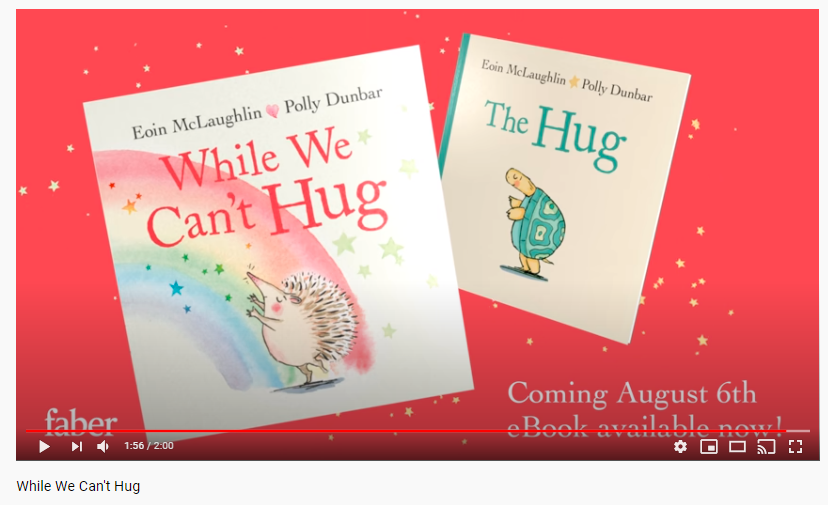 Eoin McLaughlin Polly Dunbar
While We
Can't Hug
Eoin McLaughlin Polly Dunbar
The Hug
Coming August 6th
eBook available now!
faber
1:56 / 2:00
While We Can't Hug